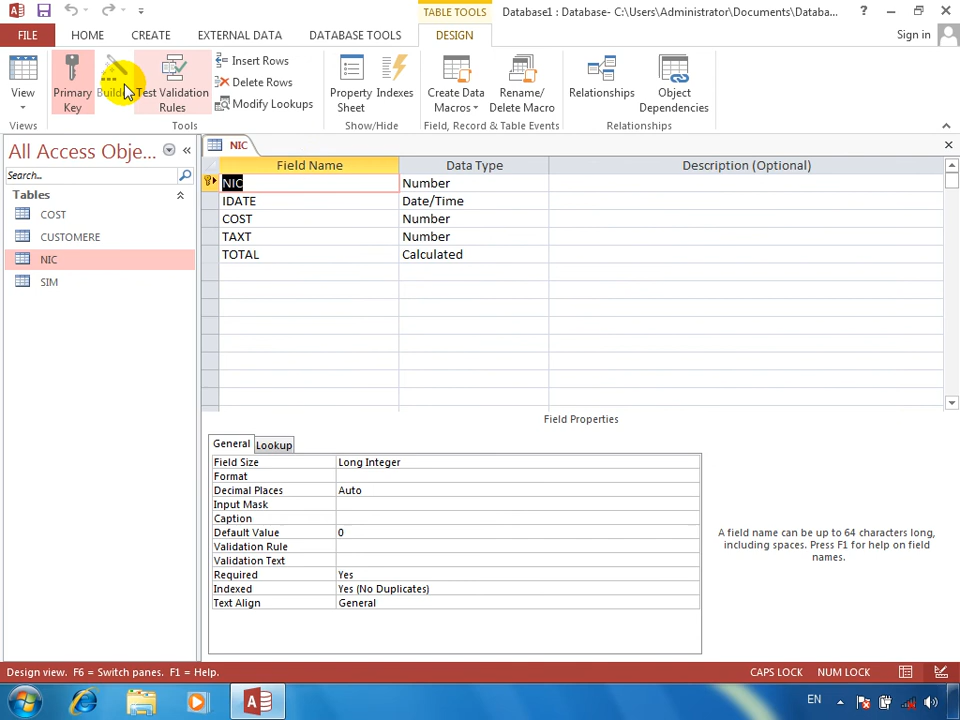 TABLE TOOLS
Database1 : Database- C:\Users\Administrator\Documents\Databa...
?
FILE
HOME
CREATE
EXTERNAL DATA
DATABASE TOOLS
DESIGN
Sign in
View
Primary Key
Builder
Test Validation Rules
Insert Rows
Delete Rows
Modify Lookups
Property Sheet
Indexes
Create Data Macros
Rename/ Delete Macro
Relationships
Object Dependencies
Views
Tools
Show/Hide
Field, Record & Table Events
Relationships
All Access Obje...
Search...
Tables
COST
CUSTOMERE
NIC
SIM
NIC
Field Name Data Type Description (Optional)
NIC Number
IDATE Date/Time
COST Number
TAXT Number
TOTAL Calculated
Field Properties
General Lookup
Field Size Long Integer
Format
Decimal Places Auto
Input Mask
Caption
Default Value 0
Validation Rule
Validation Text
Required Yes
Indexed Yes (No Duplicates)
Text Align General
A field name can be up to 64 characters long,
including spaces. Press F1 for help on field
names.
Design view. F6 = Switch panes. F1 = Help.
CAPS LOCK
NUM LOCK
EN